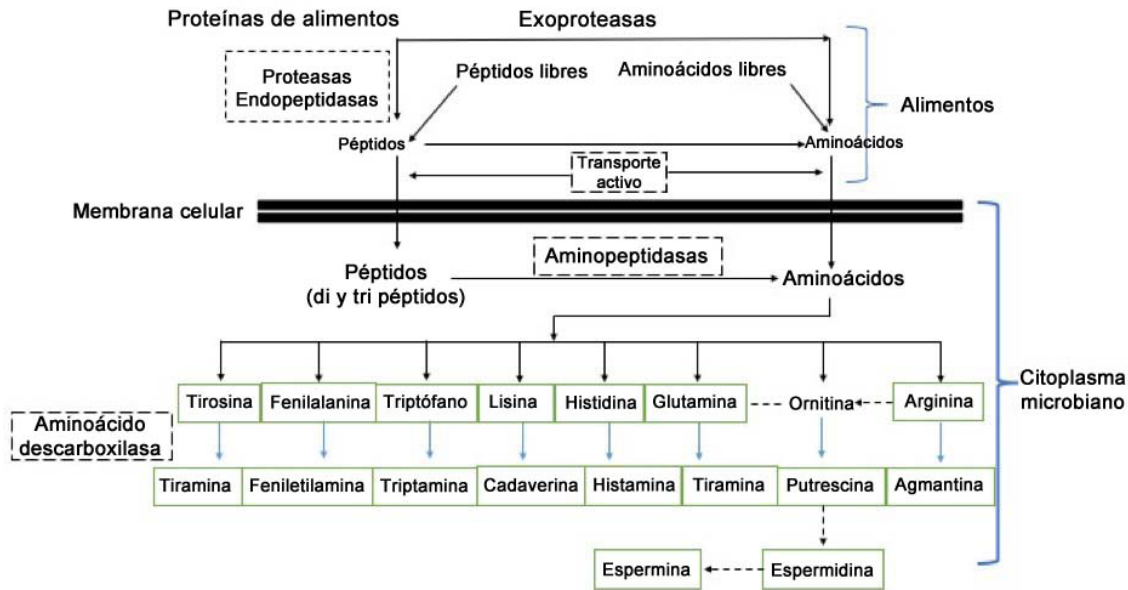 Proteínas de alimentos
Exoproteasas
Proteasas
Endopeptidasas
Péptidos libres
Aminoácidos libres
Alimentos
Péptidos
Aminoácidos
Transporte
activo
Membrana celular
Aminopeptidasas
Péptidos
(di y tri péptidos)
Aminoácidos
Citoplasma
microbiano
Tirosina
Fenilalanina
Triptófano
Lisina
Histidina
Glutamina
Ornitina
Arginina
Aminoácido
descarboxilasa
Tiramina
Feniletilamina
Triptamina
Cadaverina
Histamina
Tiramina
Putrescina
Agmantina
Espermina
Espermidina